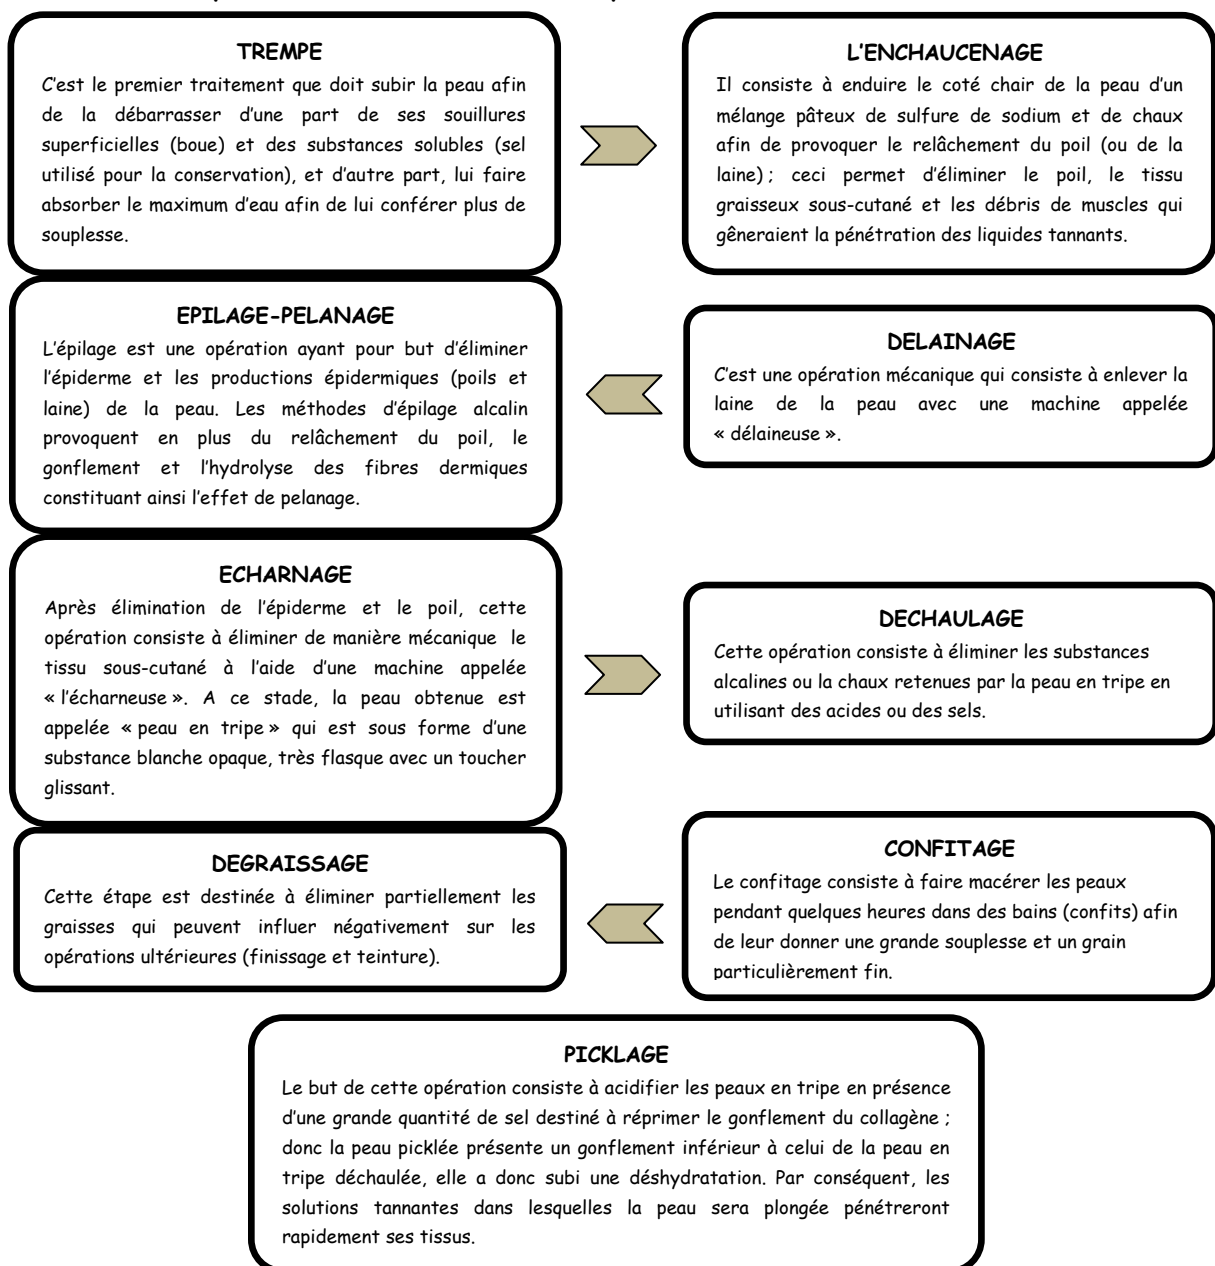 TREMPE
C'est le premier traitement que doit subir la peau afin
de la débarrasser d'une part de ses souillures
superficielles (boue) et des substances solubles (sel
utilisé pour la conservation), et d'autre part, lui faire
absorber le maximum d'eau afin de lui conférer plus de
souplesse.
L'ENCHAUCENAGE
Il consiste à enduire le coté chair de la peau d'un
mélange pâteux de sulfure de sodium et de chaux
afin de provoquer le relâchement du poil (ou de la
laine) ; ceci permet d'éliminer le poil, le tissu
graisseux sous-cutané et les débris de muscles qui
gêneraient la pénétration des liquides tannants.
EPILAGE-PELANAGE
L'épilage est une opération ayant pour but d'éliminer
l'épiderme et les productions épidermiques (poils et
laine) de la peau. Les méthodes d'épilage alcalin
provoquent en plus du relâchement du poil, le
gonflement et l'hydrolyse des fibres dermiques
constituant ainsi l'effet de pelanage.
DELAINAGE
C'est une opération mécanique qui consiste à enlever la
laine de la peau avec une machine appelée
« délaineuse ».
ECHARNAGE
Après élimination de l'épiderme et le poil, cette
opération consiste à éliminer de manière mécanique le
tissu sous-cutané à l'aide d'une machine appelée
« l'écharneuse ». A ce stade, la peau obtenue est
appelée « peau en tripe » qui est sous forme d'une
substance blanche opaque, très flasque avec un toucher
glissant.
DECHAULAGE
Cette opération consiste à éliminer les substances
alcalines ou la chaux retenues par la peau en tripe en
utilisant des acides ou des sels.
DEGRAISSAGE
Cette étape est destinée à éliminer partiellement les
graisses qui peuvent influer négativement sur les
opérations ultérieures (finissage et teinture).
CONFITAGE
Le confitage consiste à faire macérer les peaux
pendant quelques heures dans des bains (confits) afin
de leur donner une grande souplesse et un grain
particulièrement fin.
PICKLAGE
Le but de cette opération consiste à acidifier les peaux en tripe en présence
d'une grande quantité de sel destiné à réprimer le gonflement du collagène ;
donc la peau picklée présente un gonflement inférieur à celui de la peau en
tripe déchaulée, elle a donc subi une déshydratation. Par conséquent, les
solutions tannantes dans lesquelles la peau sera plongée pénétreront
rapidement ses tissus.